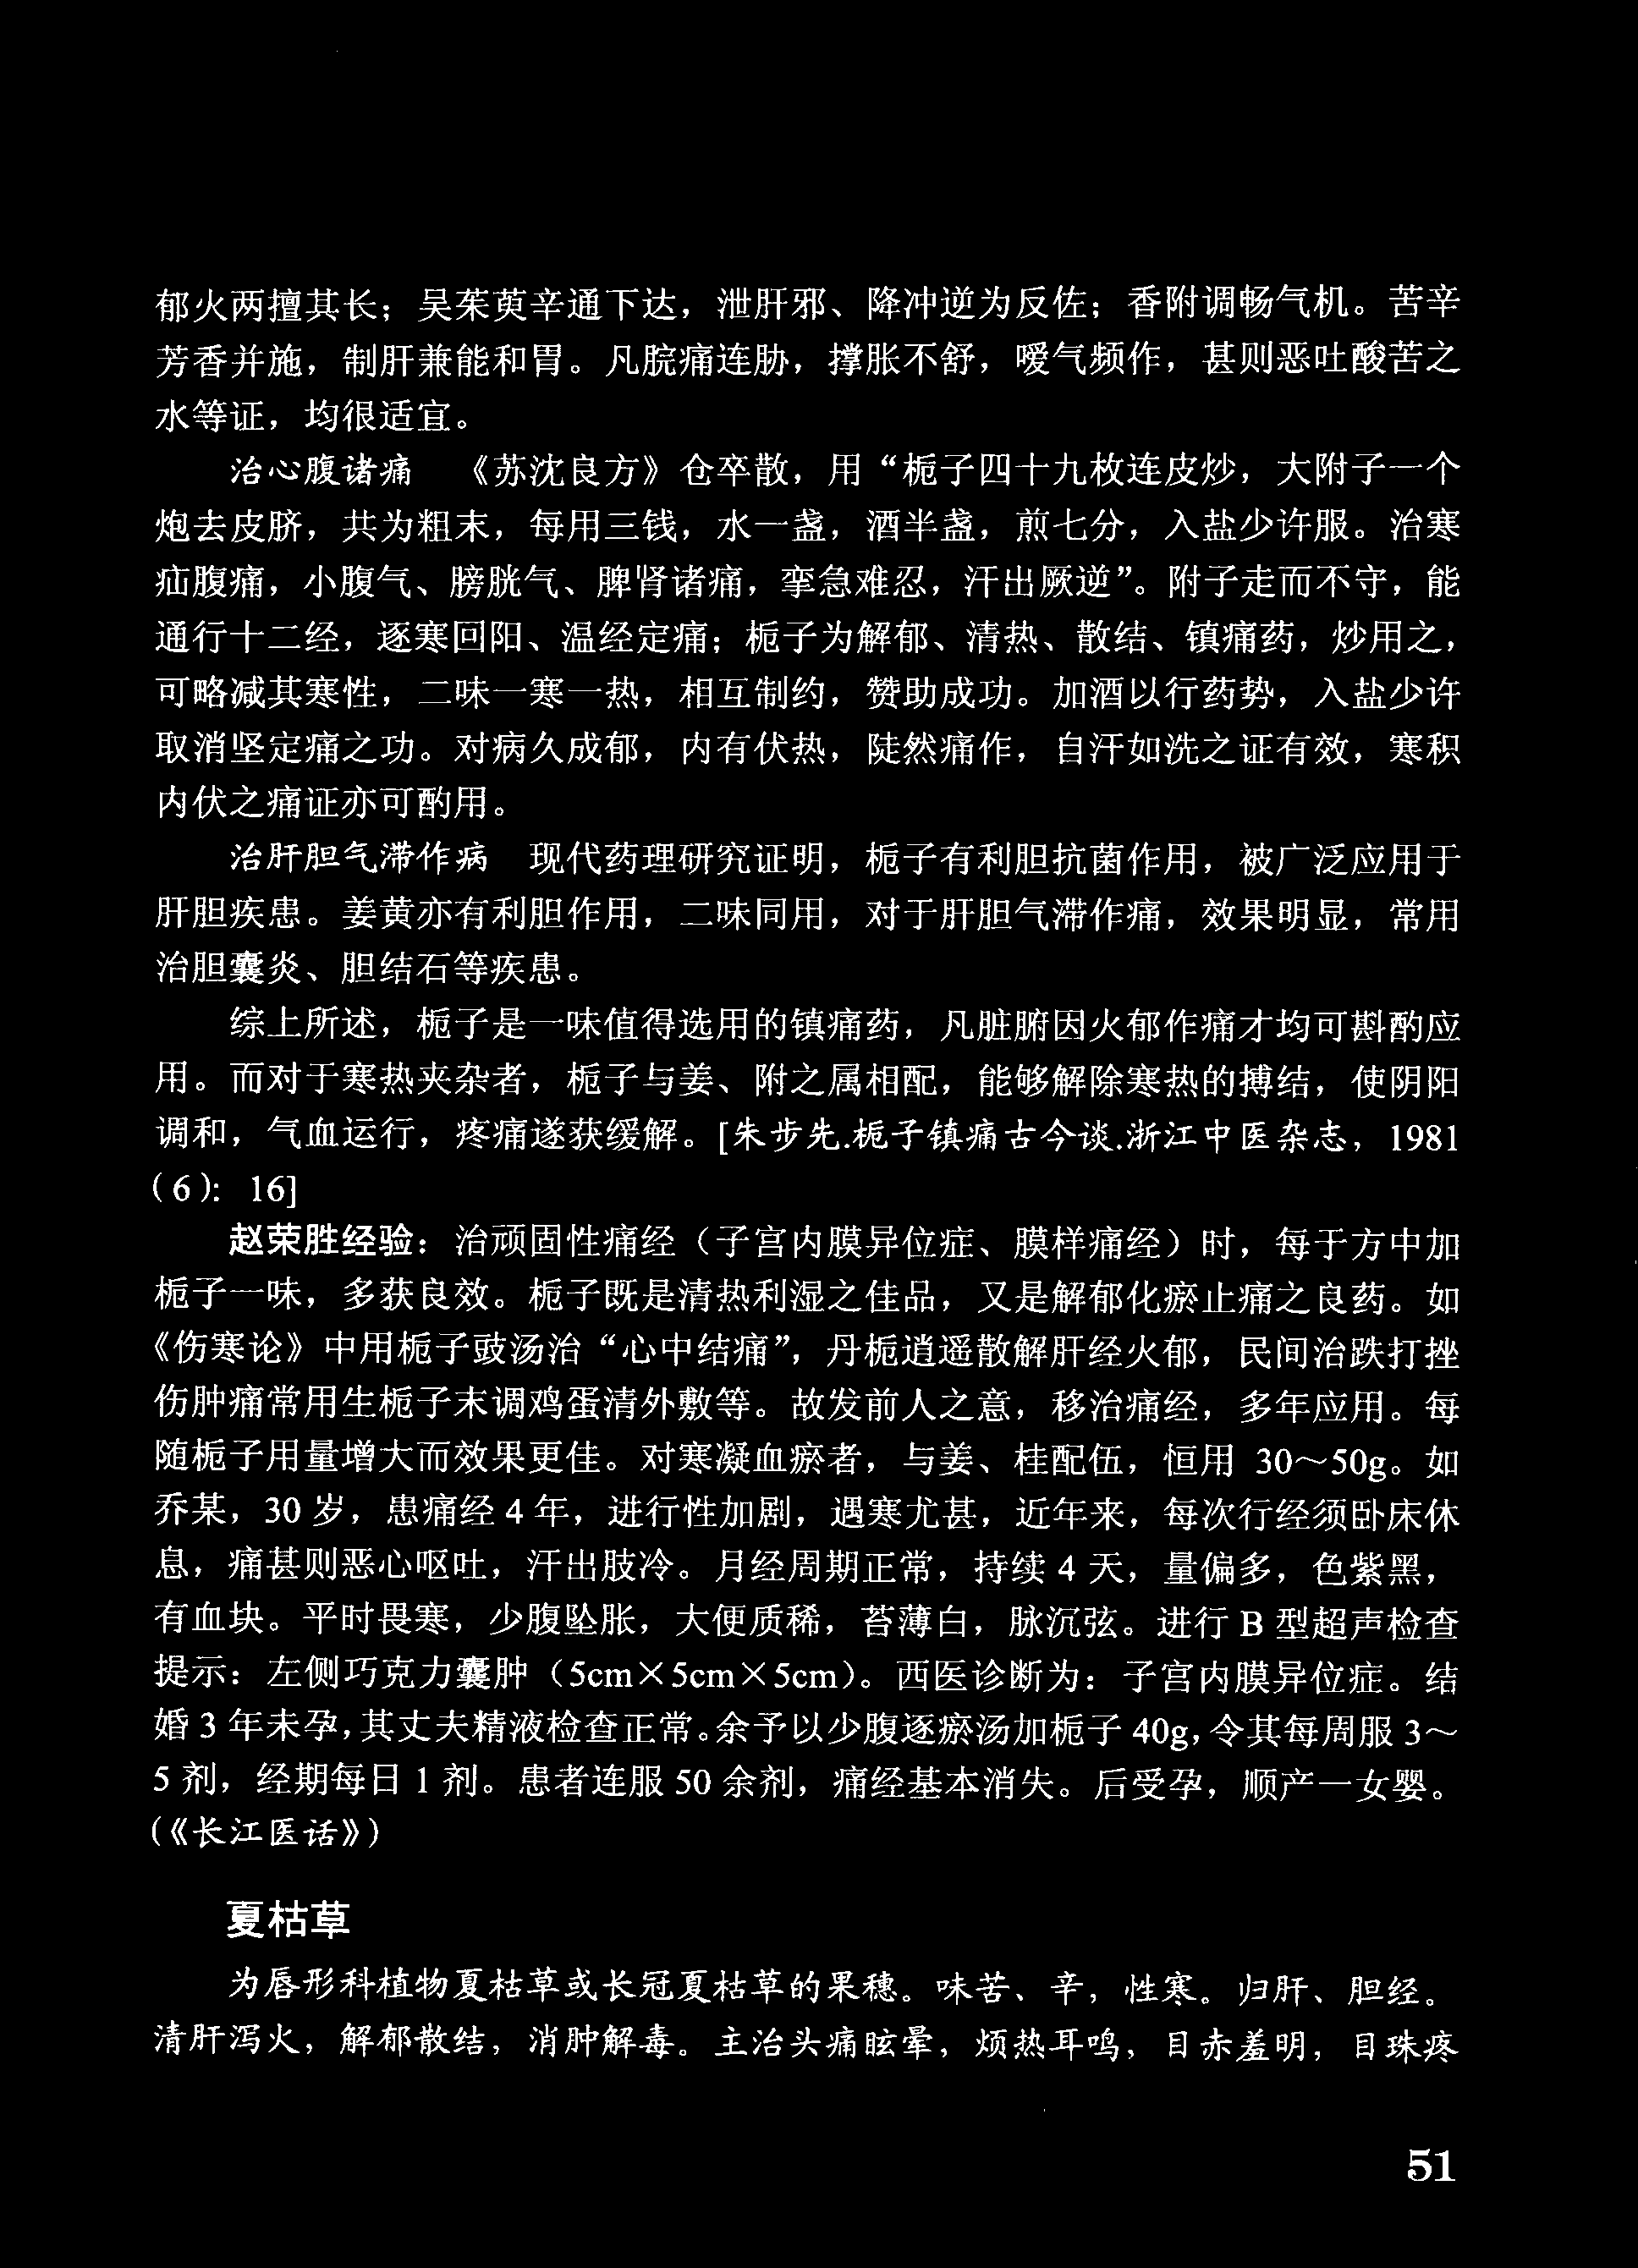 郁火两擅其长；吴茱萸辛通下达，泄肝邪、降冲逆为反佐；香附调畅气机。苦辛
芳香并施，制肝兼能和胃。凡脘痛连胁，撑胀不舒，嗳气频作，甚则恶吐酸苦之
水等证，均很适宜。
治心腹诸痛　《苏沈良方》仓卒散，用“栀子四十九枚连皮炒，大附子一个
炮去皮脐，共为粗末，每用三钱，水一盏，酒半盏，煎七分，入盐少许服。治寒
疝腹痛，小腹气、膀胱气、脾肾诸痛，挛急难忍，汗出厥逆”。附子走而不守，能
通行十二经，逐寒回阳、温经定痛；栀子为解郁、清热、散结、镇痛药，炒用之，
可略减其寒性，二味一寒一热，相互制约，赞助成功。加酒以行药势，入盐少许
取消坚定痛之功。对病久成郁，内有伏热，陡然痛作，自汗如洗之证有效，寒积
内伏之痛证亦可酌用。
治肝胆气滞作病　现代药理研究证明，栀子有利胆抗菌作用，被广泛应用于
肝胆疾患。姜黄亦有利胆作用，二味同用，对于肝胆气滞作痛，效果明显，常用
治胆囊炎、胆结石等疾患。
综上所述，栀子是一味值得选用的镇痛药，凡脏腑因火郁作痛才均可斟酌应
用。而对于寒热夹杂者，栀子与姜、附之属相配，能够解除寒热的搏结，使阴阳
调和，气血运行，疼痛遂获缓解。[朱步先.栀子镇痛古今谈.浙江中医杂志，1981
(6)：16]
赵荣胜经验：治顽固性痛经（子宫内膜异位症、膜样痛经）时，每于方中加
栀子一味，多获良效。栀子既是清热利湿之佳品，又是解郁化瘀止痛之良药。如
《伤寒论》中用栀子豉汤治“心中结痛”，丹栀逍遥散解肝经火郁，民间治跌打挫
伤肿痛常用生栀子末调鸡蛋清外敷等。故发前人之意，移治痛经，多年应用。每
随栀子用量增大而效果更佳。对寒凝血瘀者，与姜、桂配伍，恒用 30～50g。如
乔某，30 岁，患痛经 4 年，进行性加剧，遇寒尤甚，近年来，每次行经须卧床休
息，痛甚则恶心呕吐，汗出肢冷。月经周期正常，持续 4 天，量偏多，色紫黑，
有血块。平时畏寒，少腹坠胀，大便质稀，苔薄白，脉沉弦。进行 B 型超声检查
提示：左侧巧克力囊肿（5cm×5cm×5cm）。西医诊断为：子宫内膜异位症。结
婚 3 年未孕，其丈夫精液检查正常。余予以少腹逐瘀汤加栀子 40g，令其每周服 3～
5 剂，经期每日 1 剂。患者连服 50 余剂，痛经基本消失。后受孕，顺产一女婴。
(《长江医话》)
夏枯草
为唇形科植物夏枯草或长冠夏枯草的果穗。味苦、辛，性寒。归肝、胆经。
清肝泻火，解郁散结，消肿解毒。主治头痛眩晕，烦热耳鸣，目赤羞明，目珠疼
51